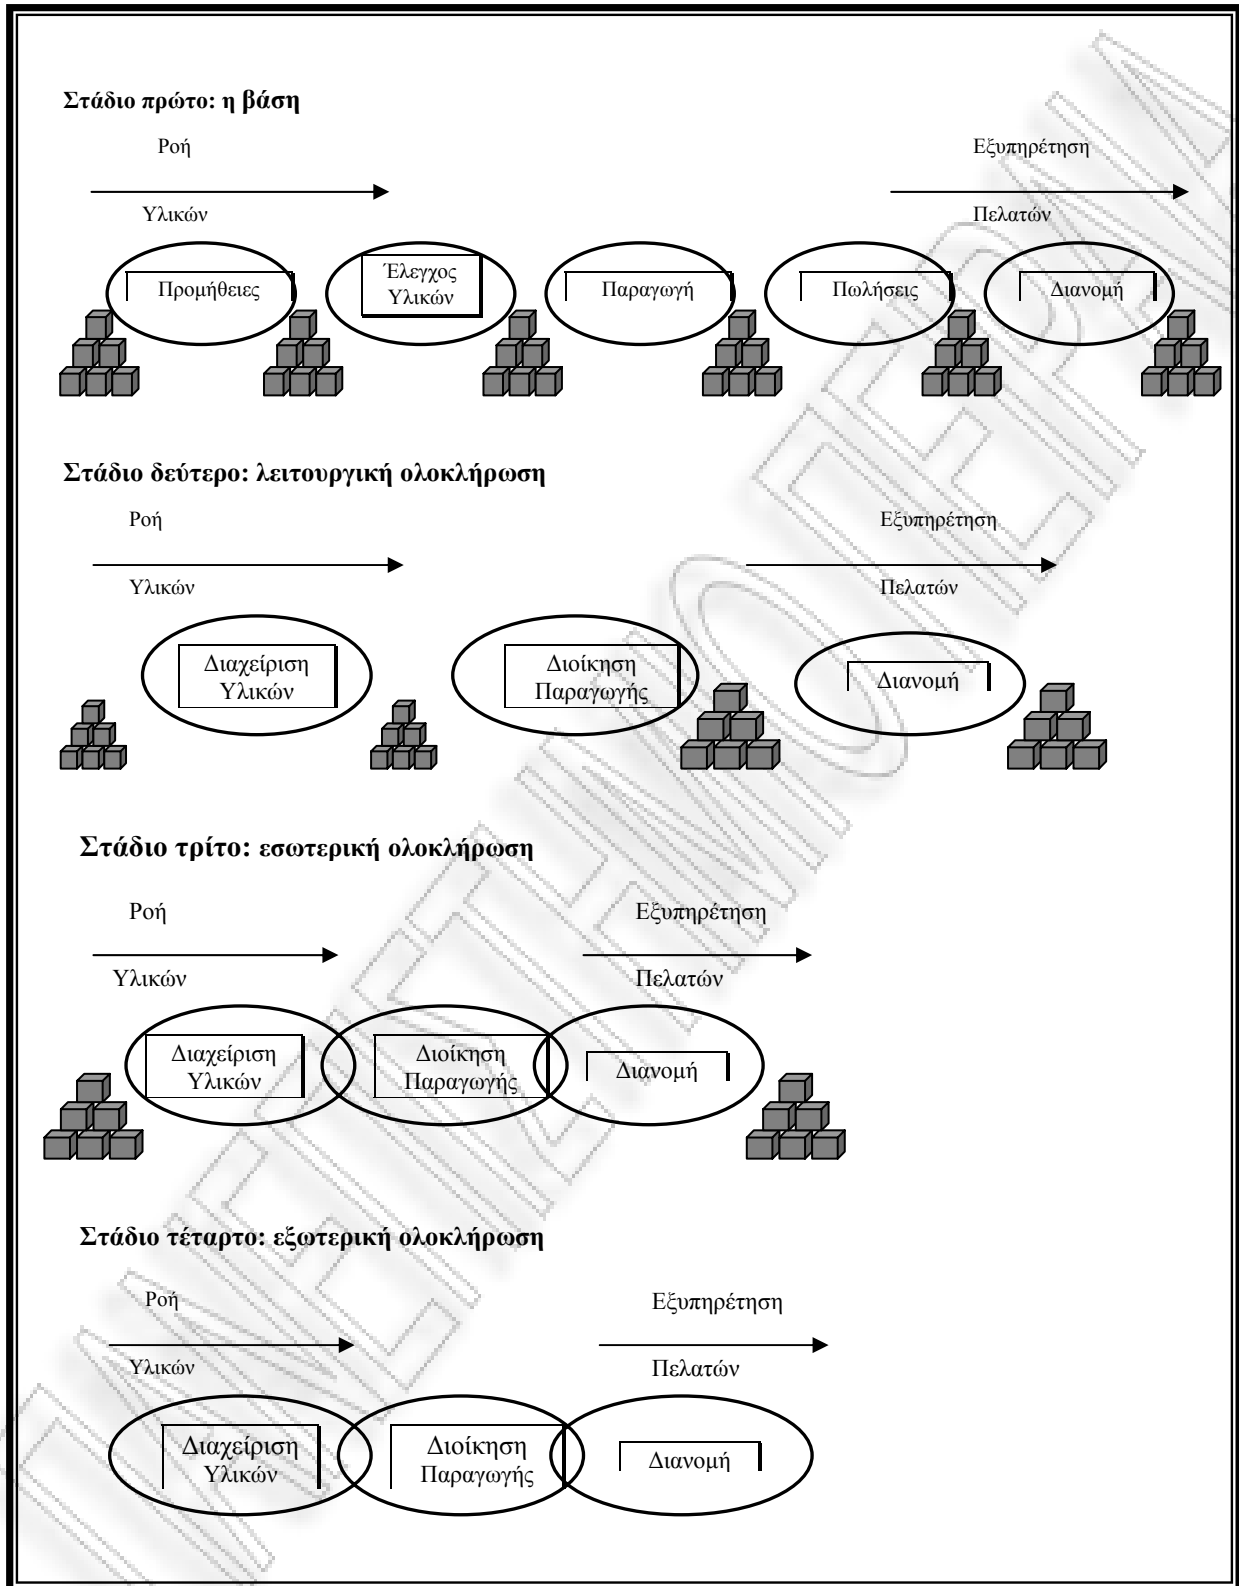 Στάδιο πρώτο: η βάση
Ροή
Εξυπηρέτηση
Υλικών
Πελατών
Προμήθειες
Έλεγχος
Υλικών
Παραγωγή
Πωλήσεις
Διανομή
Στάδιο δεύτερο: λειτουργική ολοκλήρωση
Ροή
Εξυπηρέτηση
Υλικών
Πελατών
Διαχείριση
Υλικών
Διοίκηση
Παραγωγής
Διανομή
Στάδιο τρίτο: εσωτερική ολοκλήρωση
Ροή
Εξυπηρέτηση
Υλικών
Πελατών
Διαχείριση
Υλικών
Διοίκηση
Παραγωγής
Διανομή
Στάδιο τέταρτο: εξωτερική ολοκλήρωση
Ροή
Εξυπηρέτηση
Υλικών
Πελατών
Διαχείριση
Υλικών
Διοίκηση
Παραγωγής
Διανομή
ΠΑΝΕΠΙΣΤΗΜΙΟ ΠΕΙΡΑΙΑ